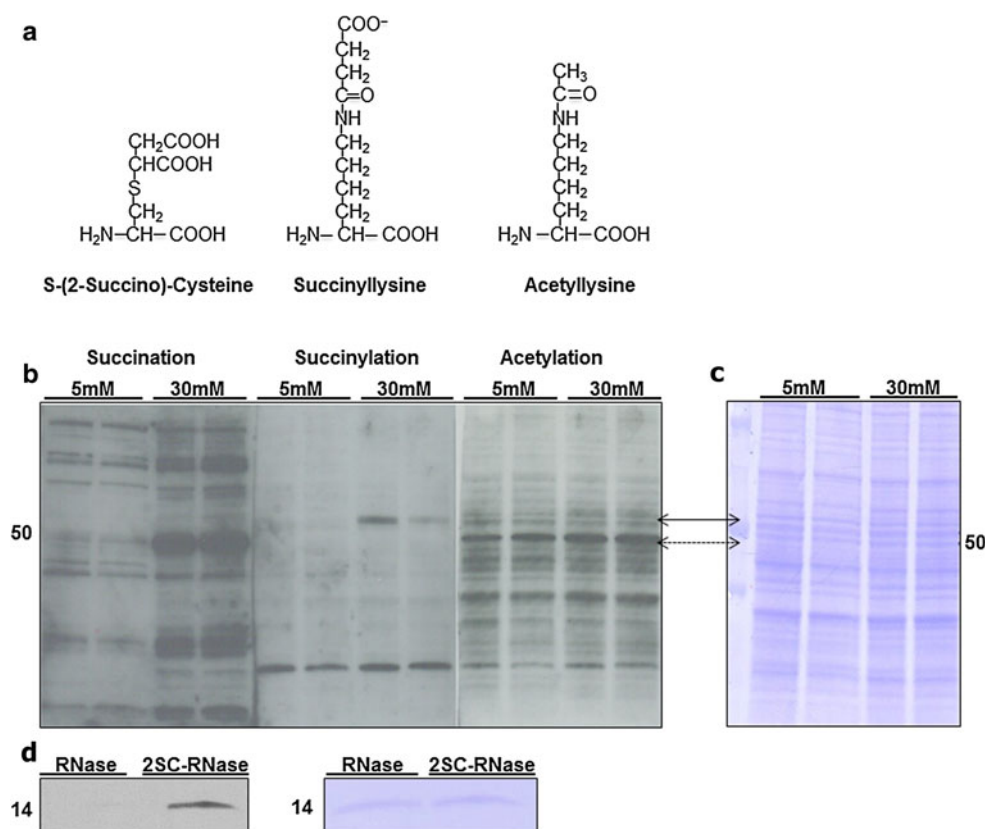 a
COO⁻
CH₂
CH₂
C=O
NH
CH₂
CH₂
CH₂
CH₂
H₂N–CH–COOH
CH₃
C=O
NH
CH₂
CH₂
CH₂
CH₂
H₂N–CH–COOH
CH₂COOH
CHCOOH
S
CH₂
H₂N–CH–COOH
S-(2-Succino)-Cysteine Succinyllysine Acetyllysine
b
Succination Succinylation Acetylation
5mM 30mM 5mM 30mM 5mM 30mM
50
c
5mM 30mM
50
d
RNase 2SC-RNase
14
RNase 2SC-RNase
14